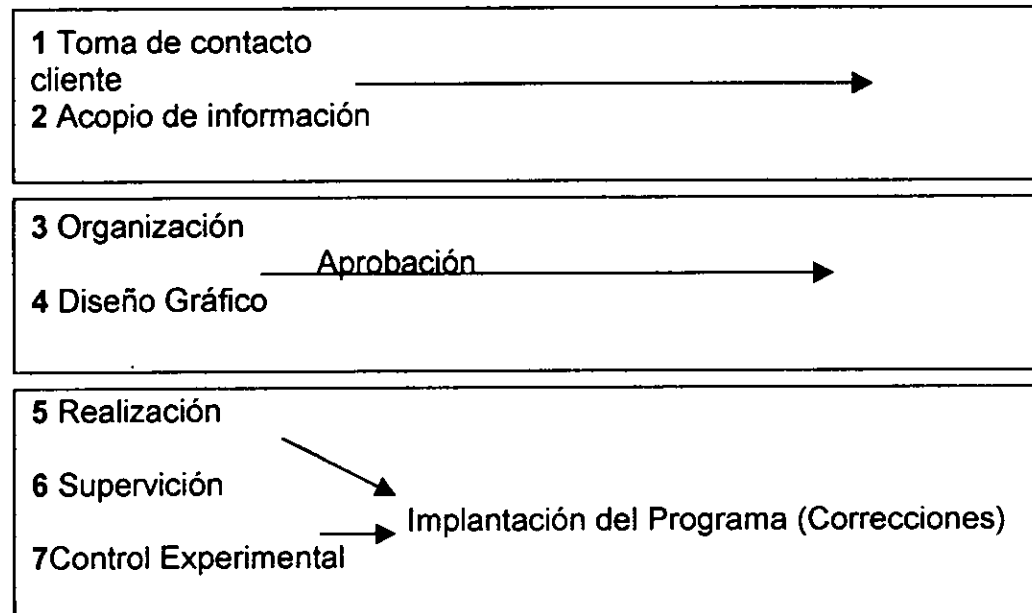 1 Toma de contacto
cliente
2 Acopio de información
3 Organización
Aprobación
4 Diseño Gráfico
5 Realización
6 Supervición
Implantación del Programa (Correcciones)
7Control Experimental